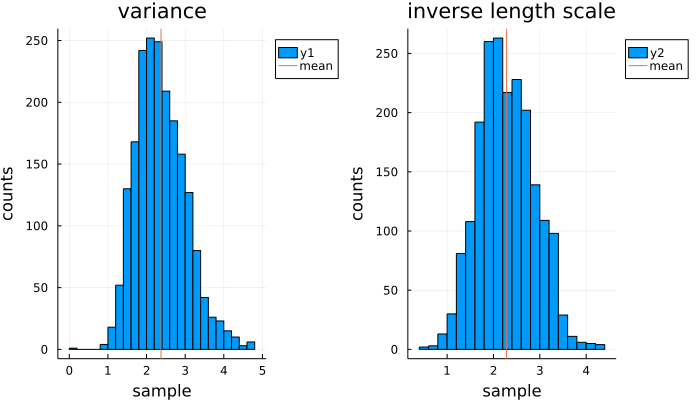 variance
250
200
150
100
50
0
counts
0 1 2 3 4 5
sample
y1
mean
inverse length scale
250
200
150
100
50
0
counts
1 2 3 4
sample
y2
mean